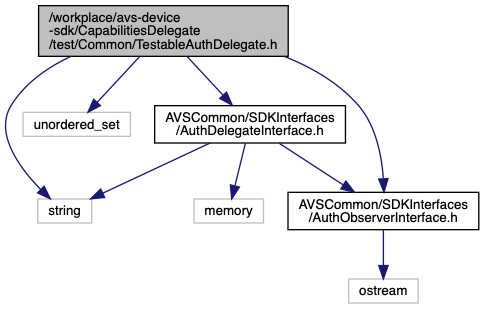 /workplace/avs-device
-sdk/CapabilitiesDelegate
/test/Common/TestableAuthDelegate.h
unordered_set
AVSCommon/SDKInterfaces
/AuthDelegateInterface.h
string
memory
AVSCommon/SDKInterfaces
/AuthObserverInterface.h
ostream